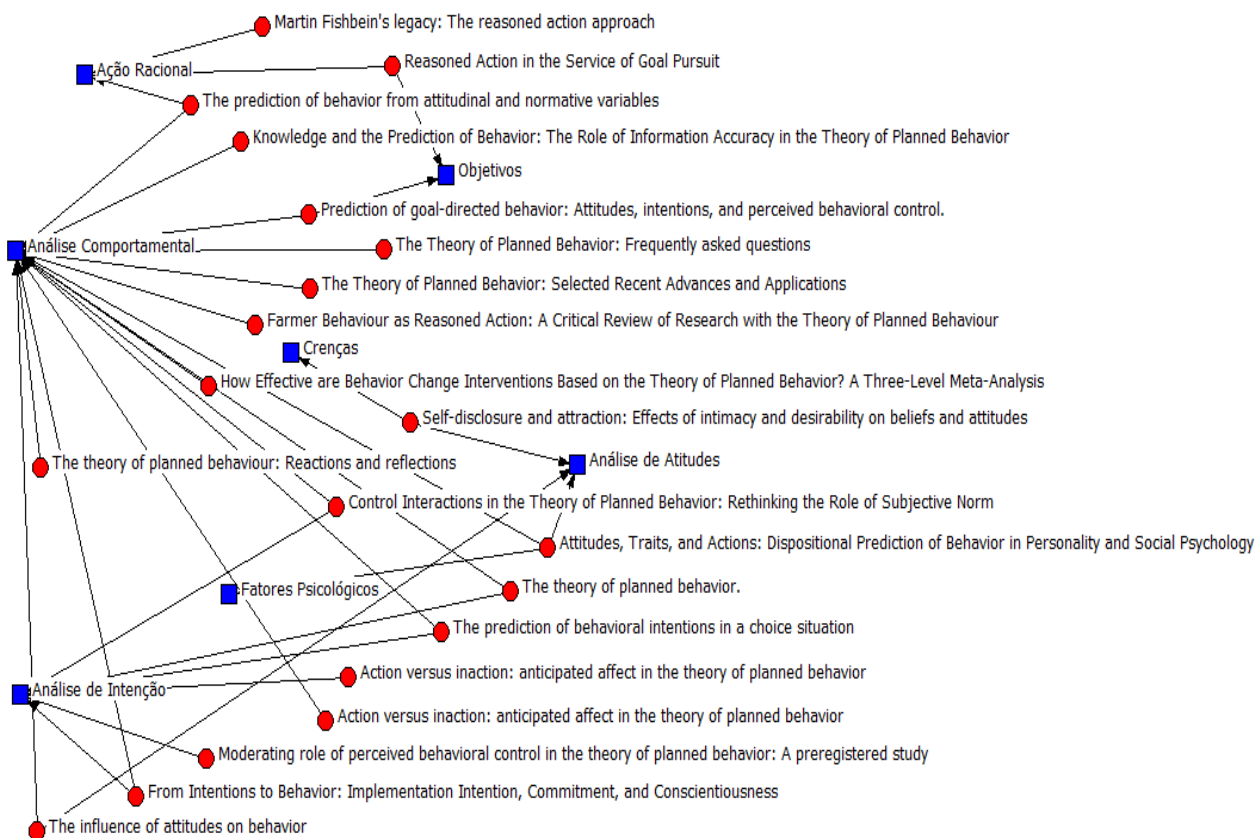 Martin Fishbein's legacy: The reasoned action approach
Reasoned Action in the Service of Goal Pursuit
Ação Racional
The prediction of behavior from attitudinal and normative variables
Knowledge and the Prediction of Behavior: The Role of Information Accuracy in the Theory of Planned Behavior
Objetivos
Prediction of goal-directed behavior: Attitudes, intentions, and perceived behavioral control.
Análise Comportamental
The Theory of Planned Behavior: Frequently asked questions
The Theory of Planned Behavior: Selected Recent Advances and Applications
Farmer Behaviour as Reasoned Action: A Critical Review of Research with the Theory of Planned Behaviour
Crenças
How Effective are Behavior Change Interventions Based on the Theory of Planned Behavior? A Three-Level Meta-Analysis
Self-disclosure and attraction: Effects of intimacy and desirability on beliefs and attitudes
The theory of planned behaviour: Reactions and reflections
Análise de Atitudes
Control Interactions in the Theory of Planned Behavior: Rethinking the Role of Subjective Norm
Attitudes, Traits, and Actions: Dispositional Prediction of Behavior in Personality and Social Psychology
Fatores Psicológicos
The theory of planned behavior.
The prediction of behavioral intentions in a choice situation
Action versus inaction: anticipated affect in the theory of planned behavior
Análise de Intenção
Action versus inaction: anticipated affect in the theory of planned behavior
Moderating role of perceived behavioral control in the theory of planned behavior: A preregistered study
From Intentions to Behavior: Implementation Intention, Commitment, and Conscientiousness
The influence of attitudes on behavior